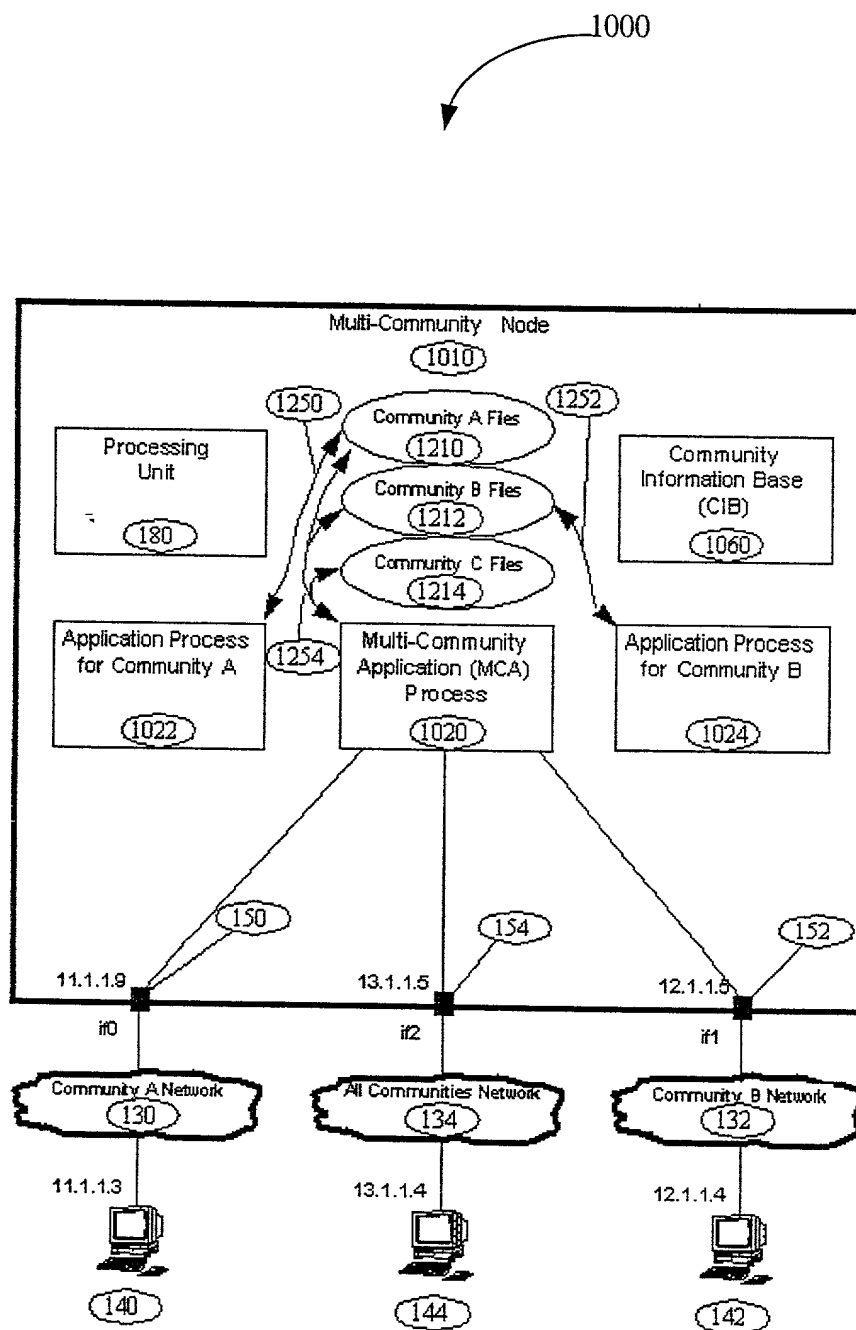 1000
Multi-Community Node
1010
1250
1252
Community A Files
1210
Processing
Unit
180
Community B Files
1212
Community
Information Base
(CIB)
1060
Community C Files
1214
Application Process
for Community A
1022
1254
Multi-Community
Application (MCA)
Process
1020
Application Process
for Community B
1024
150
154
152
11.1.1.9
13.1.1.5
12.1.1.5
if0
if2
if1
Community A Network
130
All Communities Network
134
Community B Network
132
11.1.1.3
13.1.1.4
12.1.1.4
140
144
142